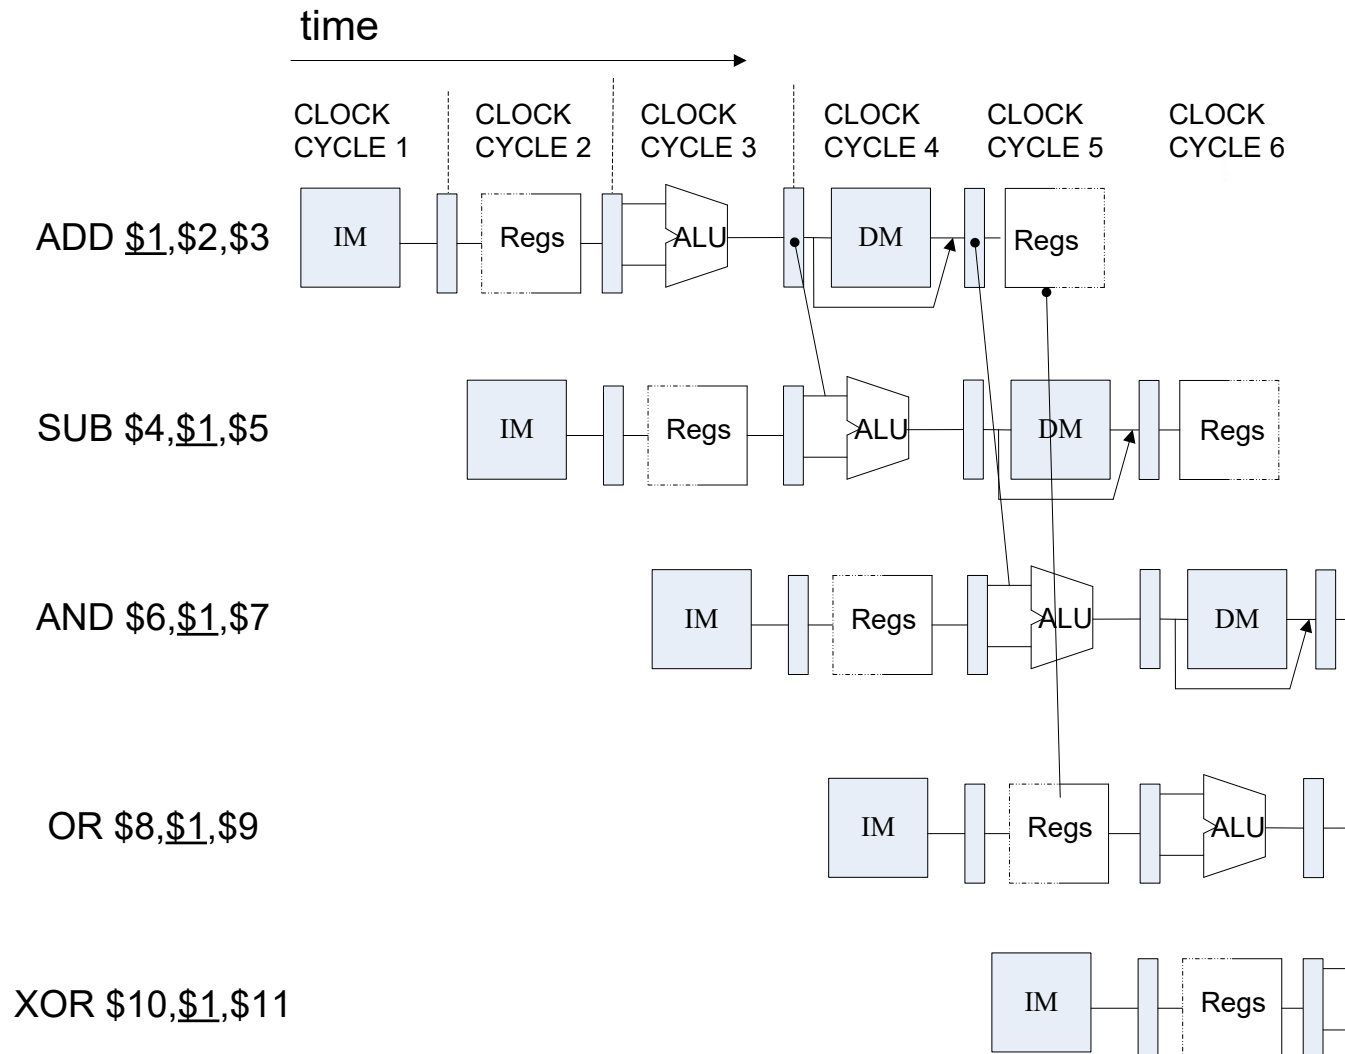 time
CLOCK CYCLE 1
CLOCK CYCLE 2
CLOCK CYCLE 3
CLOCK CYCLE 4
CLOCK CYCLE 5
CLOCK CYCLE 6
ADD $1,$2,$3 IM Regs ALU DM Regs
SUB $4,$1,$5 IM Regs ALU DM Regs
AND $6,$1,$7 IM Regs ALU DM
OR $8,$1,$9 IM Regs ALU
XOR $10,$1,$11 IM Regs